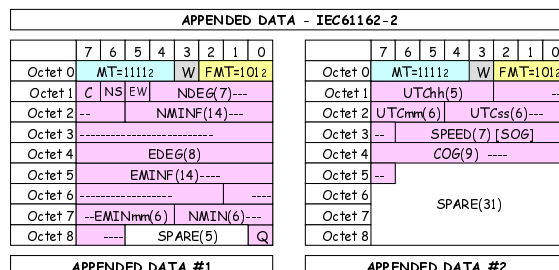 APPENDED DATA - IEC61162-2
7 6 5 4 3 2 1 0
Octet 0 MT=11112 W FMT=1012
Octet 1 C NS EW NDEG(7)---
Octet 2 -- NMINF(14)---
Octet 3 ------------------------
Octet 4 EDEG(8)
Octet 5 EMINF(14)----
Octet 6 ----------------- ----
Octet 7 --EMINmm(6) NMIN(6)---
Octet 8 ---- SPARE(5) Q
APPENDED DATA #1
7 6 5 4 3 2 1 0
Octet 0 MT=11112 W FMT=1012
Octet 1 UTChh(5)
Octet 2 UTCmm(6) UTCss(6)---
Octet 3 -- SPEED(7) [SOG]
Octet 4 COG(9) ----
Octet 5 --
Octet 6 SPARE(31)
Octet 7
Octet 8
APPENDED DATA #2